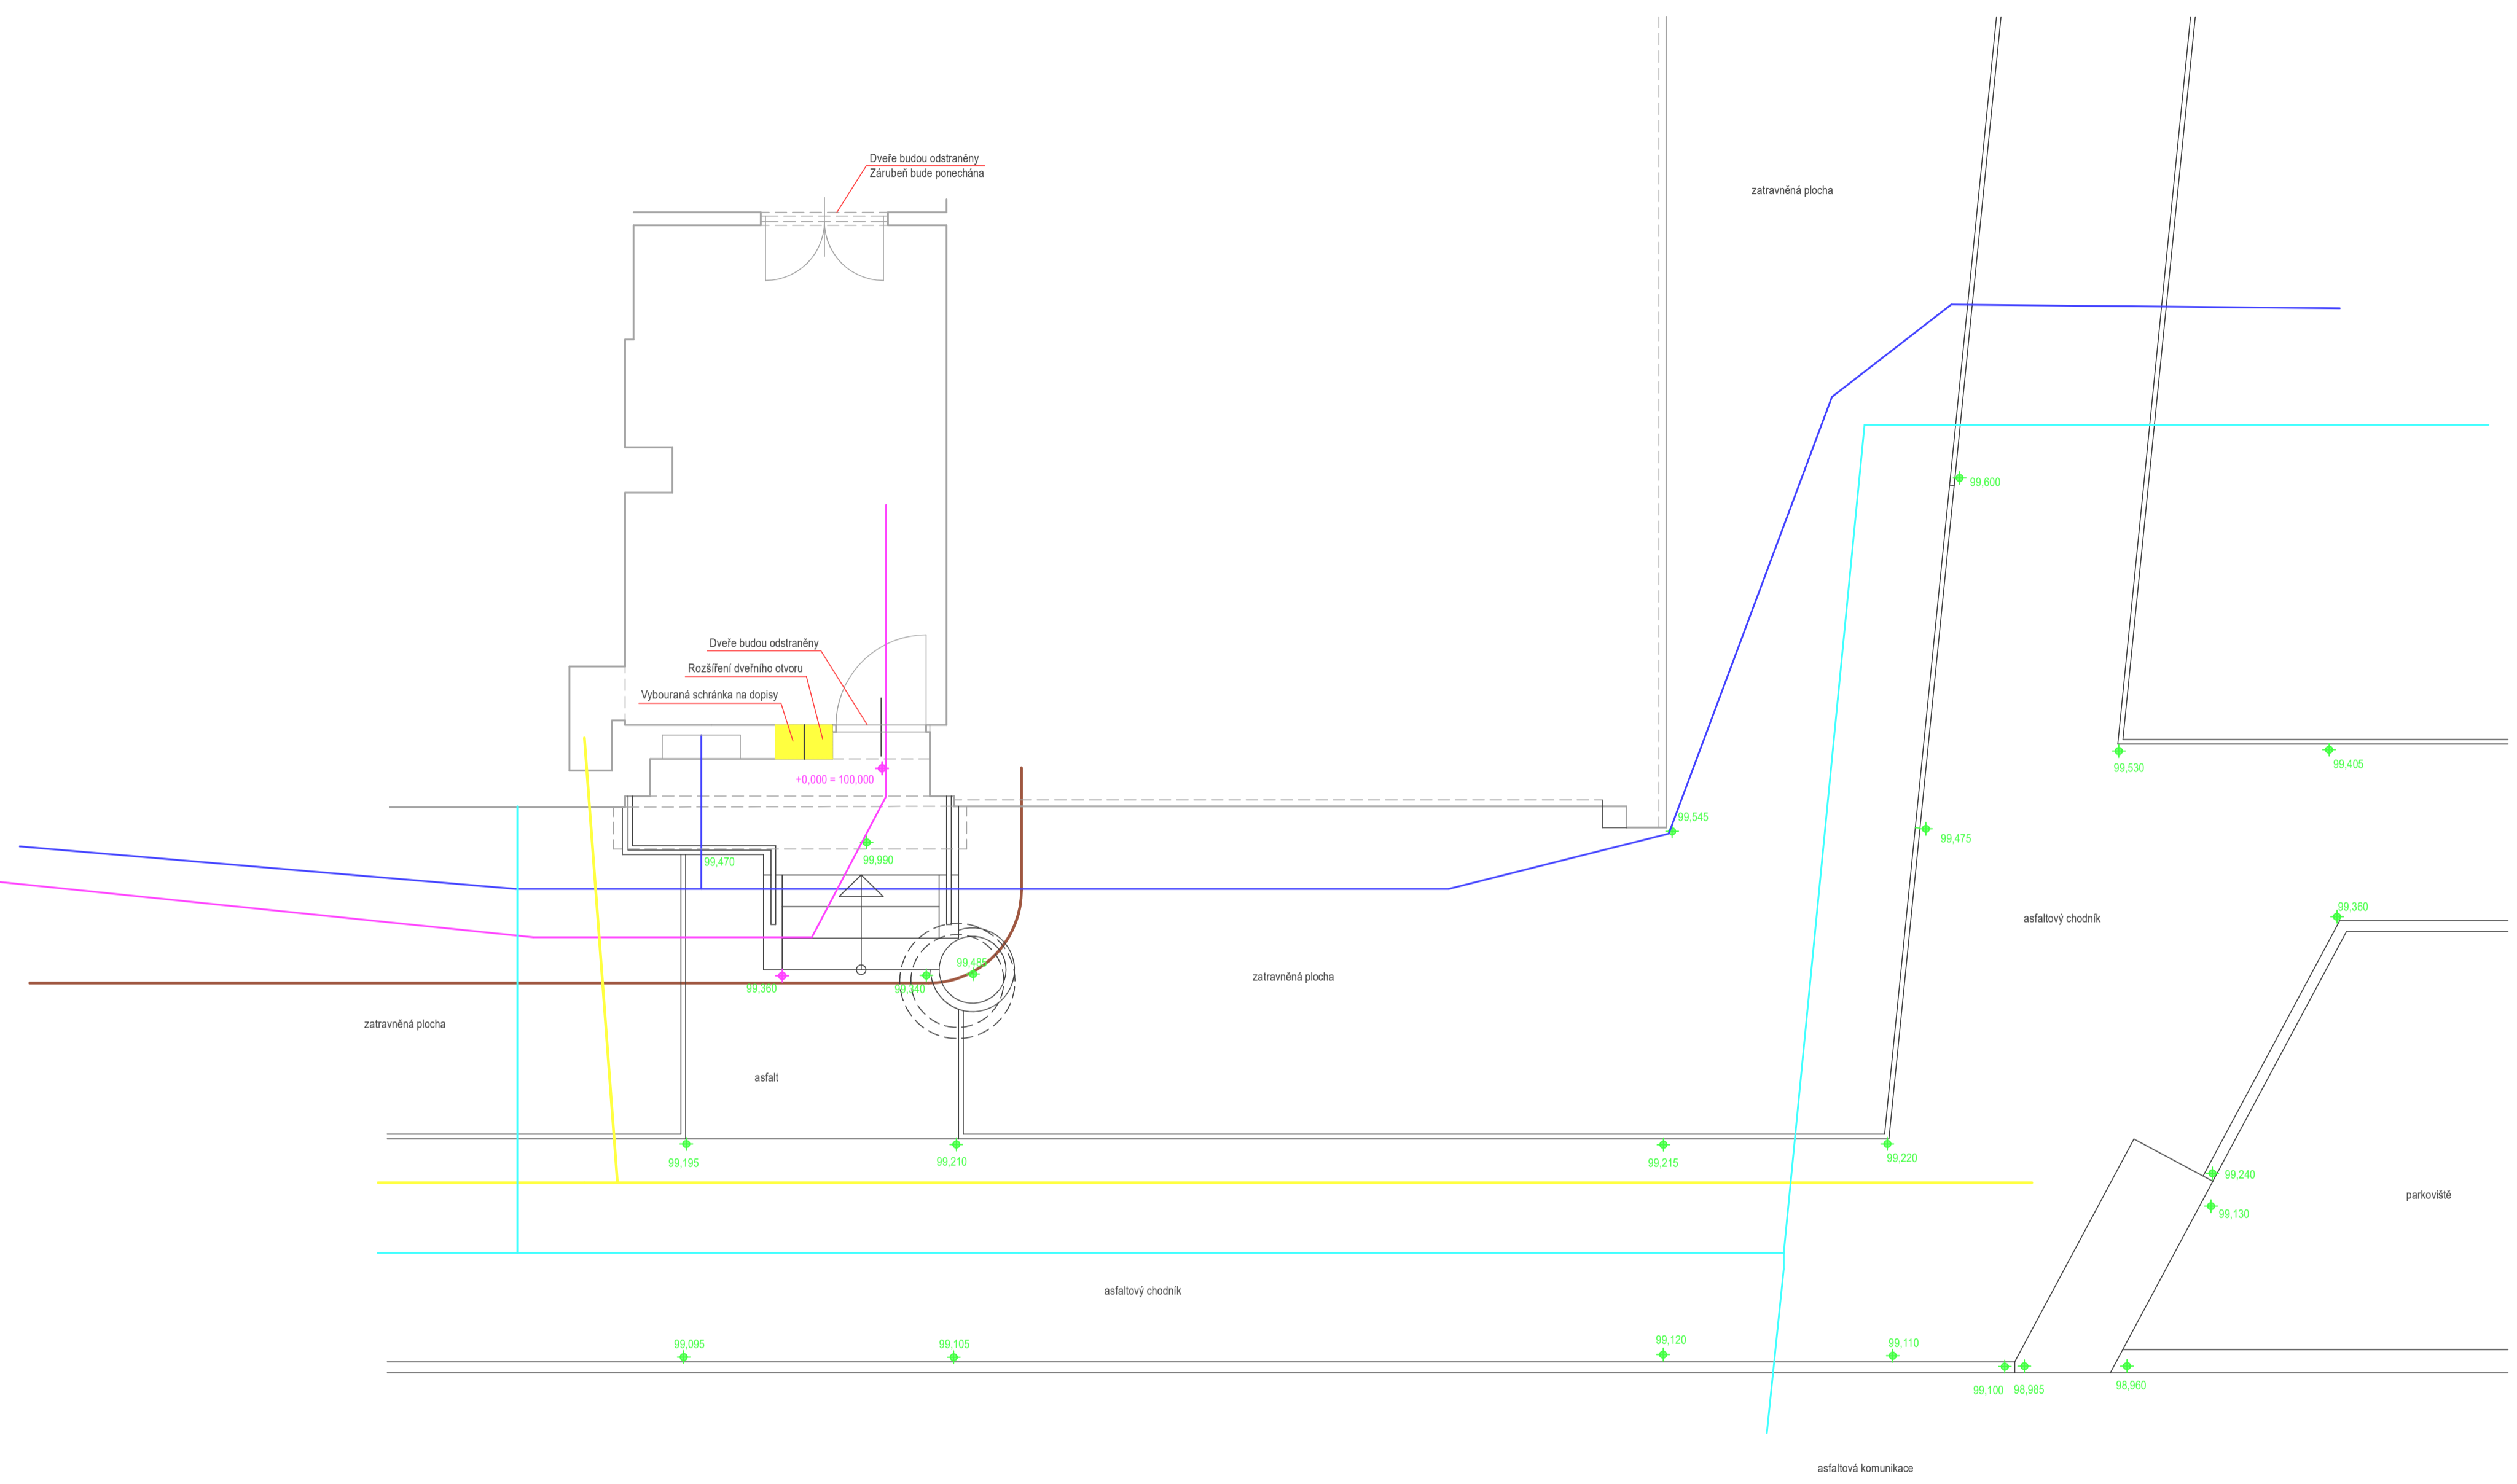 Dveře budou odstraněny
Zárubeň bude ponechána
zatravněná plocha
99,600
Dveře budou odstraněny
Rozšíření dveřního otvoru
Vybouraná schránka na dopisy
99,530
99,405
+0,000 = 100,000
99,545
99,475
99,470
99,990
99,360
asfaltový chodník
99,485
zatravněná plocha
99,360
99,440
zatravněná plocha
asfalt
99,195
99,210
99,215
99,220
99,240
parkoviště
99,130
asfaltový chodník
99,095
99,105
99,120
99,110
99,100
98,985
98,960
asfaltová komunikace